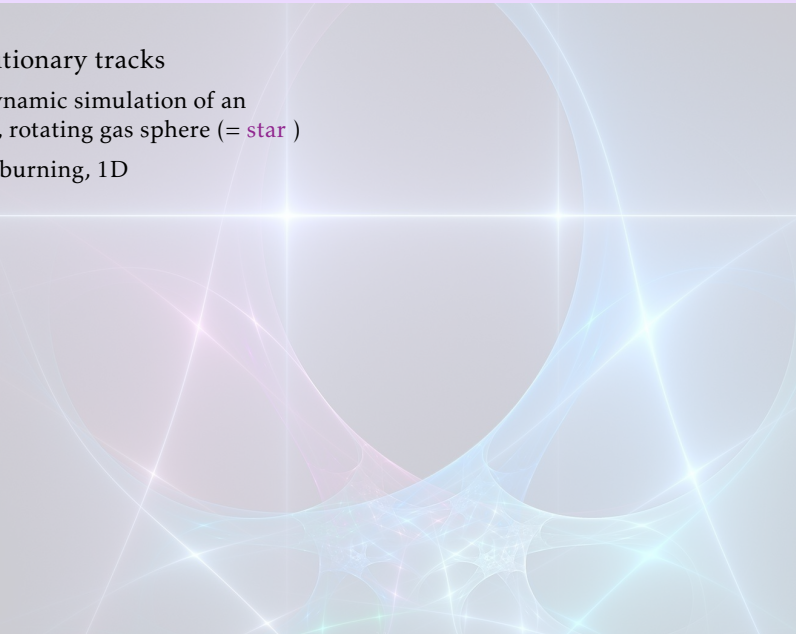 tionary tracks
ynamic simulation of an
, rotating gas sphere (= star )
burning, 1D